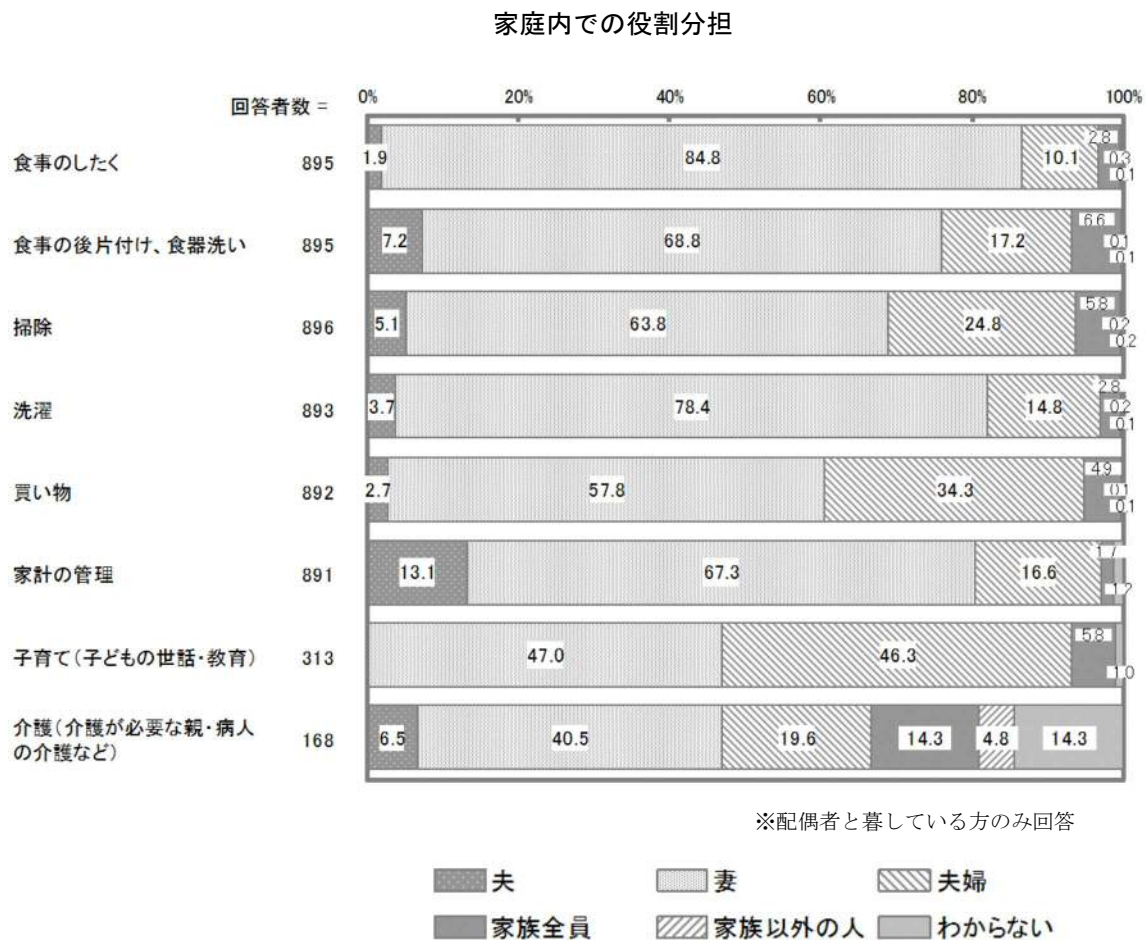 家庭内での役割分担
回答者数 = 0% 20% 40% 60% 80% 100%
食事のしたく 895 1.9 84.8 10.1 2.8 0.3 0.1
食事の後片付け、食器洗い 895 7.2 68.8 17.2 6.6 0.1 0.1
掃除 896 5.1 63.8 24.8 5.8 0.2 0.2
洗濯 893 3.7 78.4 14.8 2.8 0.2 0.1
買い物 892 2.7 57.8 34.3 4.9 0.1 0.1
家計の管理 891 13.1 67.3 16.6 1.7 1.2
子育て(子どもの世話・教育) 313 47.0 46.3 5.8 1.0
介護(介護が必要な親・病人
の介護など) 168 6.5 40.5 19.6 14.3 4.8 14.3
※配偶者と暮している方のみ回答
夫 妻 夫婦
家族全員 家族以外の人 わからない